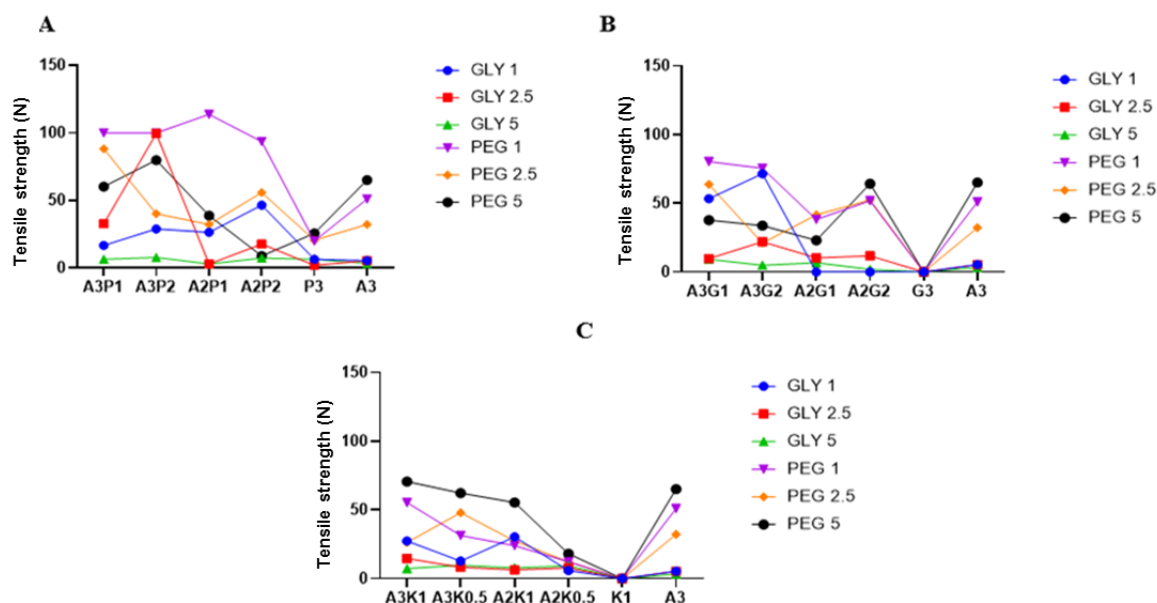 A
Tensile strength (N)
150
100
50
0
A3P1 A3P2 A2P1 A2P2 P3 A3
GLY 1
GLY 2.5
GLY 5
PEG 1
PEG 2.5
PEG 5
B
Tensile strength (N)
150
100
50
0
A3G1 A3G2 A2G1 A2G2 G3 A3
GLY 1
GLY 2.5
GLY 5
PEG 1
PEG 2.5
PEG 5
C
Tensile strength (N)
150
100
50
0
A3K1 A3K0.5 A2K1 A2K0.5 K1 A3
GLY 1
GLY 2.5
GLY 5
PEG 1
PEG 2.5
PEG 5